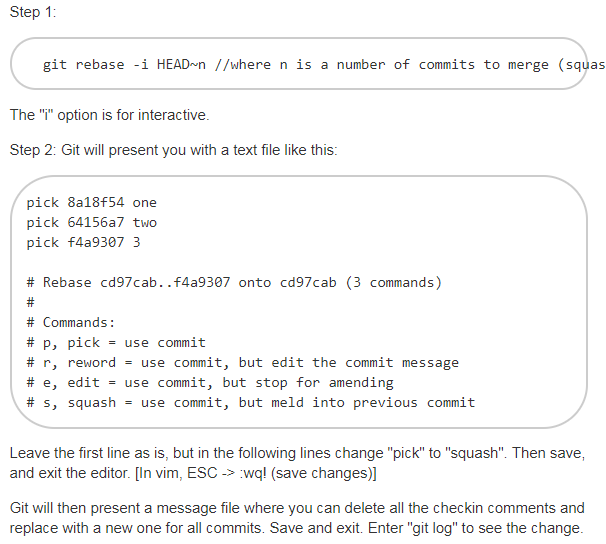 Step 1:
git rebase -i HEAD~n //where n is a number of commits to merge (squas
The "i" option is for interactive.
Step 2: Git will present you with a text file like this:
pick 8a18f54 one
pick 64156a7 two
pick f4a9307 3
# Rebase cd97cab..f4a9307 onto cd97cab (3 commands)
#
# Commands:
# p, pick = use commit
# r, reword = use commit, but edit the commit message
# e, edit = use commit, but stop for amending
# s, squash = use commit, but meld into previous commit
Leave the first line as is, but in the following lines change "pick" to "squash". Then save,
and exit the editor. [In vim, ESC -> :wq! (save changes)]
Git will then present a message file where you can delete all the checkin comments and
replace with a new one for all commits. Save and exit. Enter "git log" to see the change.